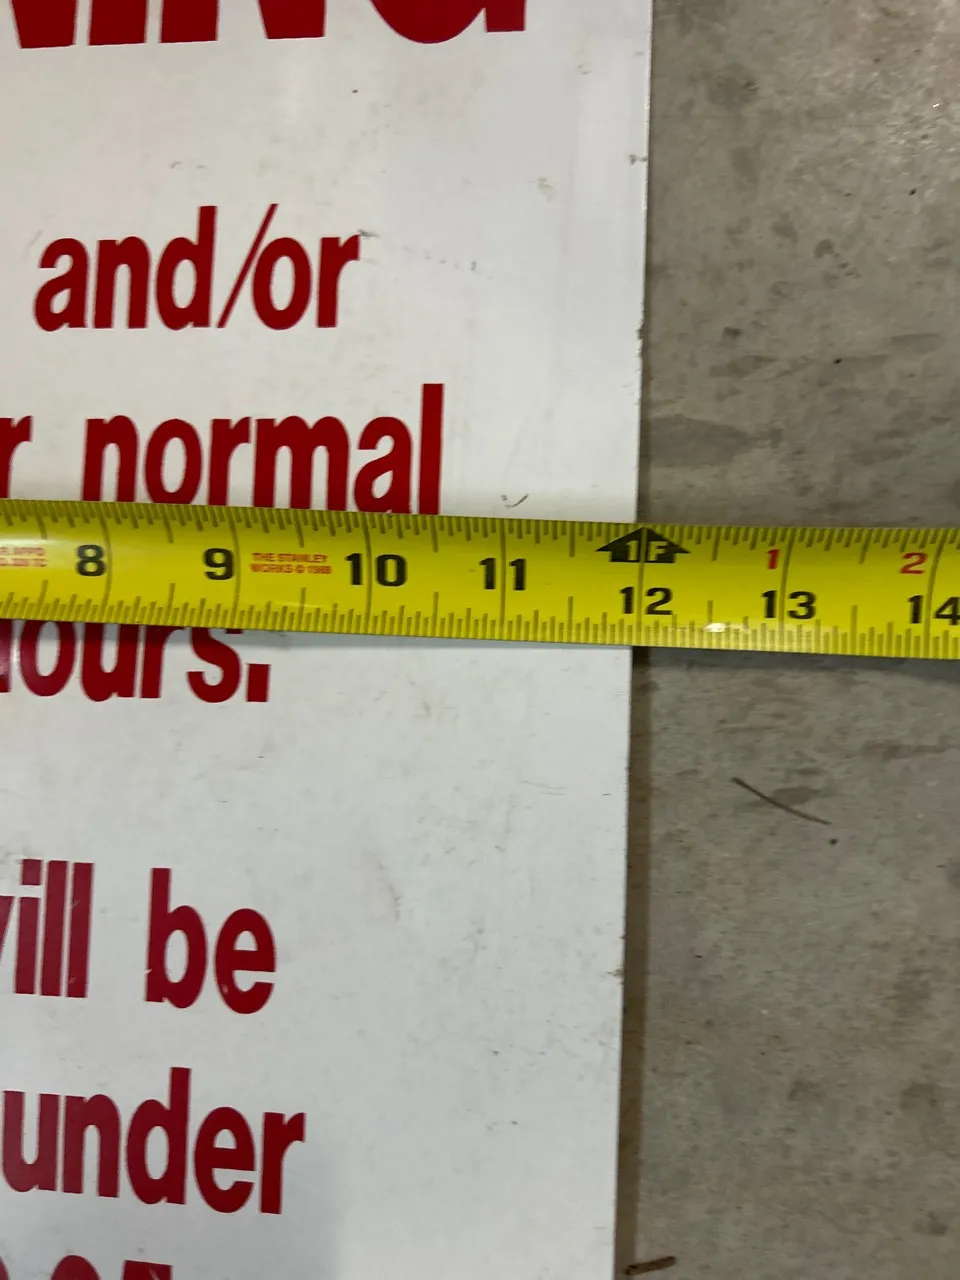 and/or
normal
8 9 THE STANLEY 10 11 1F 1 2
WORKS © 1988
12 13 14
ours.
will be
under